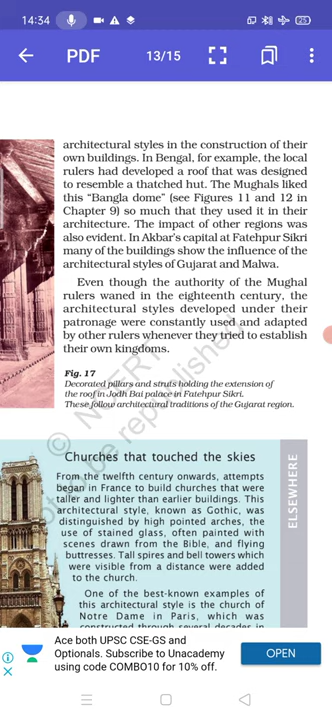 14:34
25
PDF
13/15
architectural styles in the construction of their
own buildings. In Bengal, for example, the local
rulers had developed a roof that was designed
to resemble a thatched hut. The Mughals liked
this “Bangla dome” (see Figures 11 and 12 in
Chapter 9) so much that they used it in their
architecture. The impact of other regions was
also evident. In Akbar's capital at Fatehpur Sikri
many of the buildings show the influence of the
architectural styles of Gujarat and Malwa.
Even though the authority of the Mughal
rulers waned in the eighteenth century, the
architectural styles developed under their
patronage were constantly used and adapted
by other rulers whenever they tried to establish
their own kingdoms.
Fig. 17
Decorated pillars and struts holding the extension of
the roof in Jodh Bai palace in Fatehpur Sikri.
These follow architectural traditions of the Gujarat region.
© NCERT
not to be republished
Churches that touched the skies
From the twelfth century onwards, attempts
began in France to build churches that were
taller and lighter than earlier buildings. This
architectural style, known as Gothic, was
distinguished by high pointed arches, the
use of stained glass, often painted with
scenes drawn from the Bible, and flying
buttresses. Tall spires and bell towers which
were visible from a distance were added
to the church.
One of the best-known examples of
this architectural style is the church of
Notre Dame in Paris, which was
constructed through several decades in
ELSEWHERE
Ace both UPSC CSE-GS and
Optionals. Subscribe to Unacademy
using code COMBO10 for 10% off.
OPEN